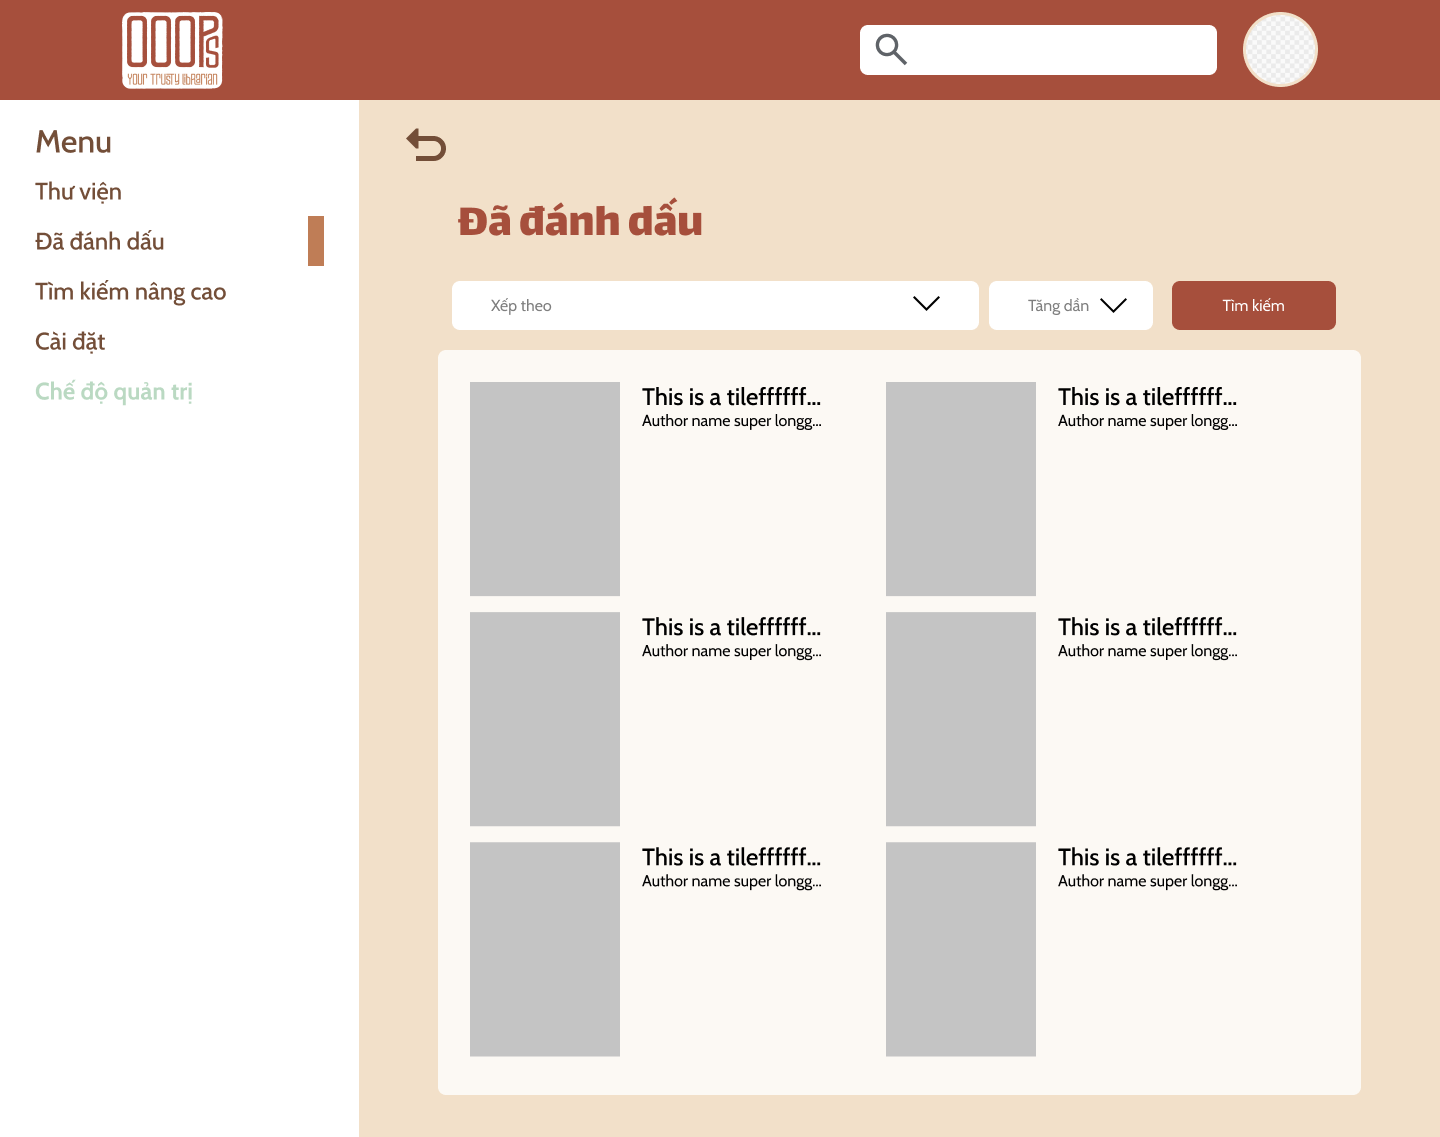 OOOPS
YOUR TRUSTY LIBRARIAN
Menu
Thư viện
Đã đánh dấu
Tìm kiếm nâng cao
Cài đặt
Chế độ quản trị
Đã đánh dấu
Xếp theo
Tăng dần
Tìm kiếm
This is a tileffffff...
Author name super longg...
This is a tileffffff...
Author name super longg...
This is a tileffffff...
Author name super longg...
This is a tileffffff...
Author name super longg...
This is a tileffffff...
Author name super longg...
This is a tileffffff...
Author name super longg...